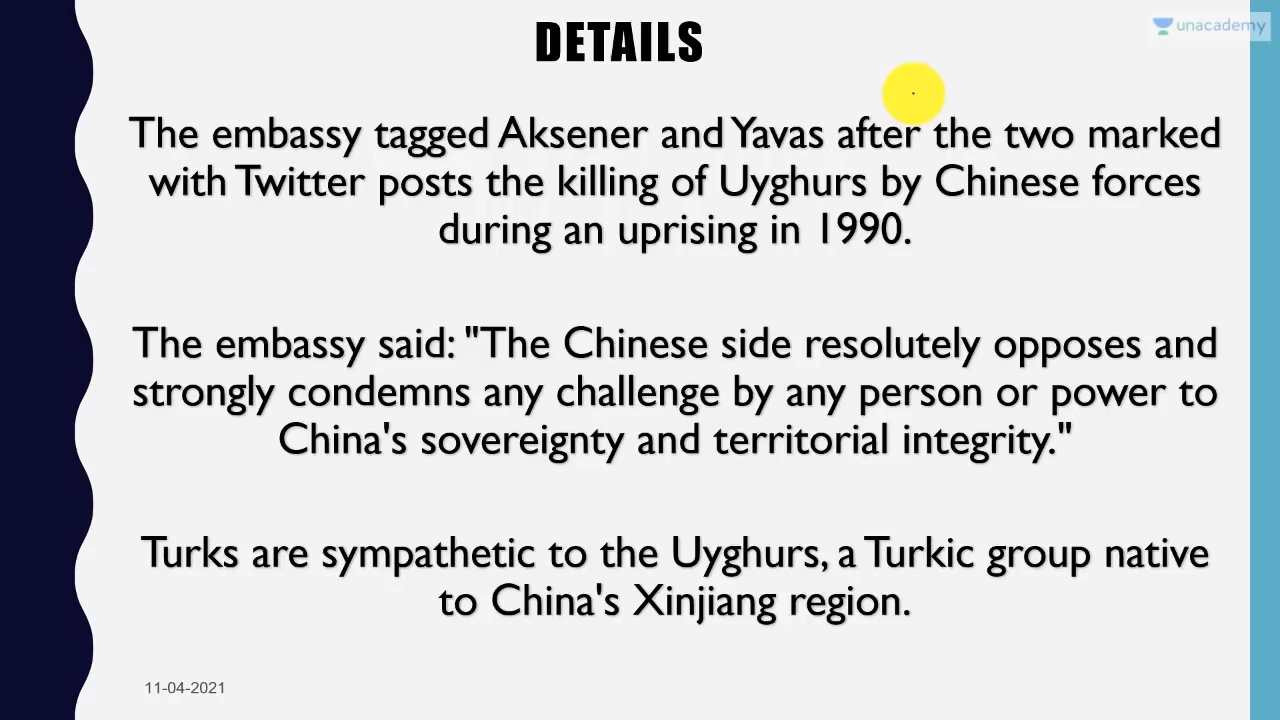 DETAILS
unacademy
The embassy tagged Aksener and Yavas after the two marked
with Twitter posts the killing of Uyghurs by Chinese forces
during an uprising in 1990.
The embassy said: "The Chinese side resolutely opposes and
strongly condemns any challenge by any person or power to
China's sovereignty and territorial integrity."
Turks are sympathetic to the Uyghurs, a Turkic group native
to China's Xinjiang region.
11-04-2021